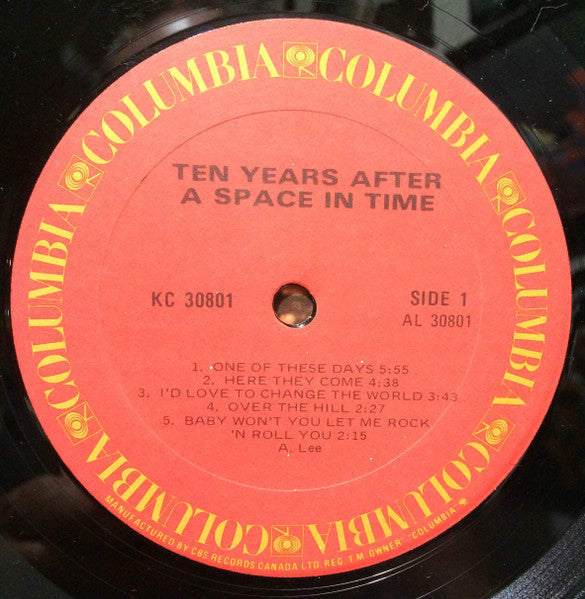 COLUMBIA COLUMBIA COLUMBIA COLUMBIA COLUMBIA COLUMBIA
TEN YEARS AFTER
A SPACE IN TIME
KC 30801
SIDE 1
AL 30801
1. ONE OF THESE DAYS 5:55
2. HERE THEY COME 4:38
3. I'D LOVE TO CHANGE THE WORLD 3:43
4. OVER THE HILL 2:27
5. BABY WON'T YOU LET ME ROCK
'N ROLL YOU 2:15
A. Lee
MANUFACTURED BY CBS RECORDS CANADA LTD. REG. T.M. OWNER "COLUMBIA"